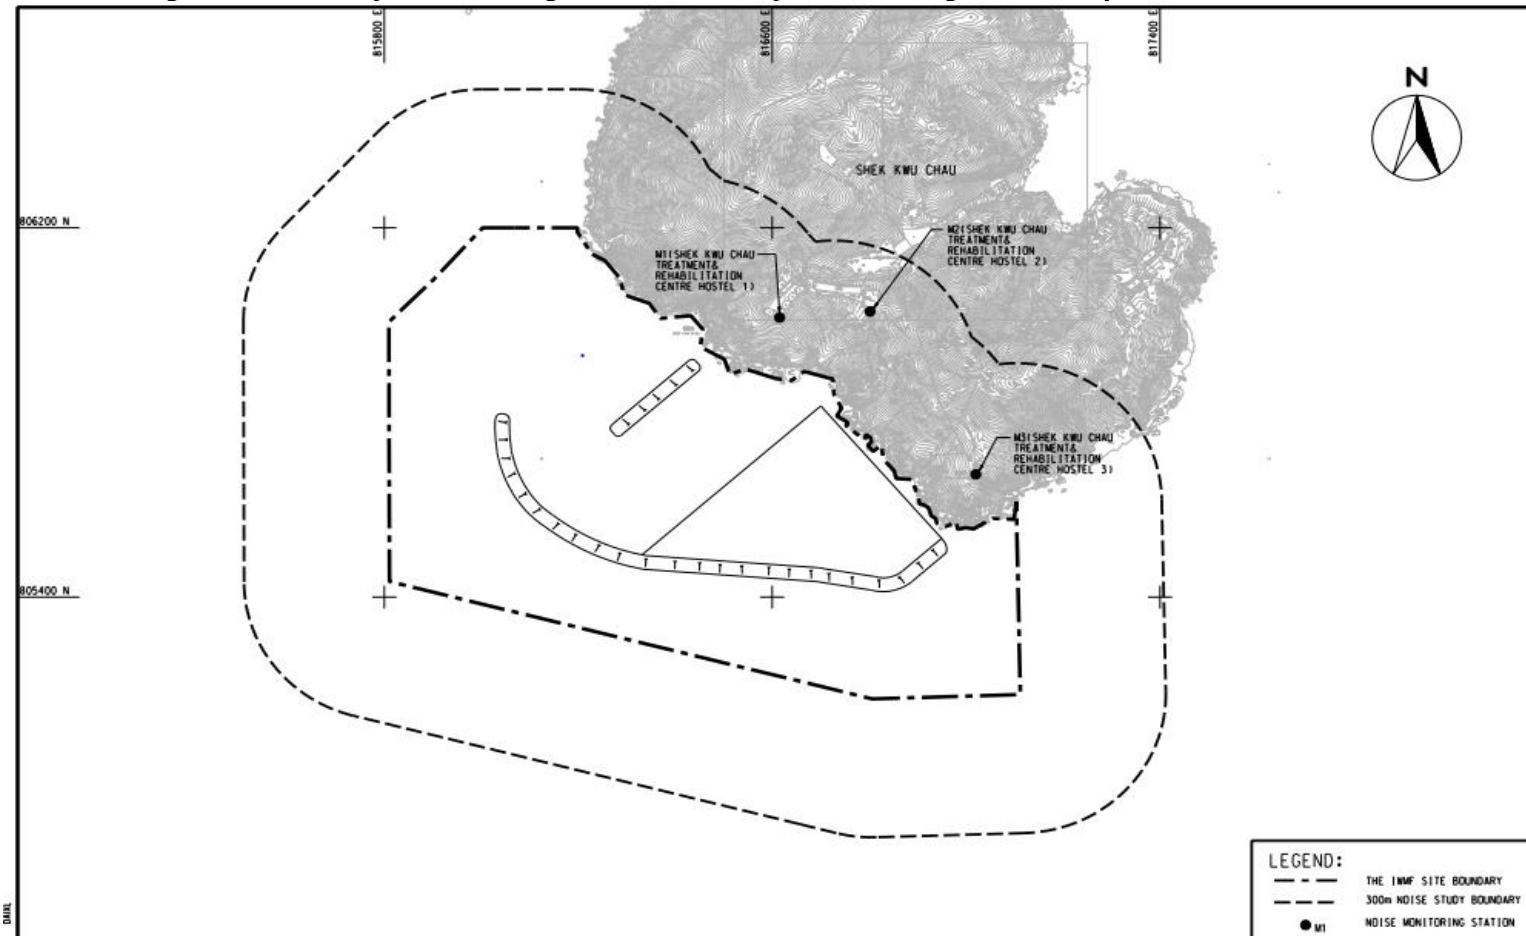 815800 E
816600 E
817400 E
N
SHEK KWU CHAU
806200 N
M2(SHEK KWU CHAU
TREATMENT&
REHABILITATION
CENTRE HOSTEL 2)
M1(SHEK KWU CHAU
TREATMENT&
REHABILITATION
CENTRE HOSTEL 1)
M3(SHEK KWU CHAU
TREATMENT&
REHABILITATION
CENTRE HOSTEL 3)
805400 N
LEGEND:
THE IWMF SITE BOUNDARY
300m NOISE STUDY BOUNDARY
M1 NOISE MONITORING STATION